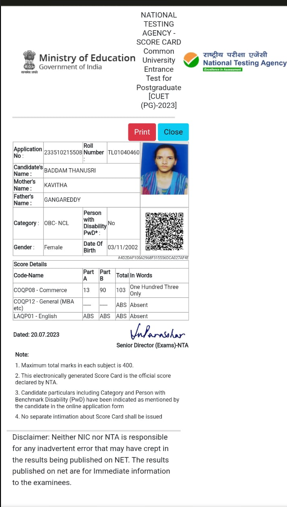 NATIONAL
TESTING
AGENCY -
SCORE CARD
Common
University
Entrance
Test for
Postgraduate
[CUET
(PG)-2023]
Ministry of Education
Government of India
राष्ट्रीय परीक्षा एजेंसी
National Testing Agency
Excellence in Assessment
Print Close
Application No : 233510215508 Roll Number : TL01040460
Candidate's Name : BADDAM THANUSRI
Mother's Name : KAVITHA
Father's Name : GANGAREDDY
Category : OBC- NCL Person with Disability PwD* : No
Gender : Female Date Of Birth 03/11/2002
Score Details
Code-Name Part A Part B Total In Words
COQP08 - Commerce 13 90 103 One Hundred Three Only
COQP12 - General (MBA etc) ---- ---- ABS Absent
LAQP01 - English ABS ABS ABS Absent
Dated: 20.07.2023
Senior Director (Exams)-NTA
Note:
1. Maximum total marks in each subject is 400.
2. This electronically generated Score Card is the official score
declared by NTA.
3. Candidate particulars including Category and Person with
Benchmark Disability (PwD) have been indicated as mentioned by
the candidate in the online application form
4. No separate intimation about Score Card shall be issued
Disclaimer: Neither NIC nor NTA is responsible
for any inadvertent error that may have crept in
the results being published on NET. The results
published on net are for Immediate information
to the examinees.